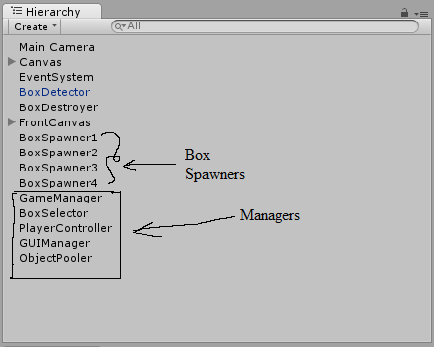 Hierarchy
Create
All
Main Camera
Canvas
EventSystem
BoxDetector
BoxDestroyer
FrontCanvas
BoxSpawner1
BoxSpawner2
BoxSpawner3
BoxSpawner4
Box
Spawners
GameManager
BoxSelector
PlayerController
GUIManager
ObjectPooler
Managers